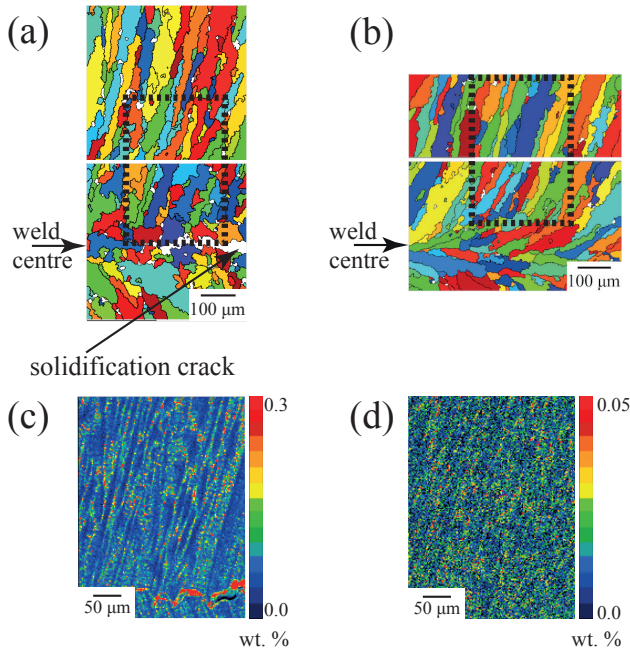 (a)
(b)
weld
centre
weld
centre
100 μm
100 μm
solidification crack
(c)
(d)
0.3
0.05
50 μm
0.0
50 μm
0.0
wt. %
wt. %